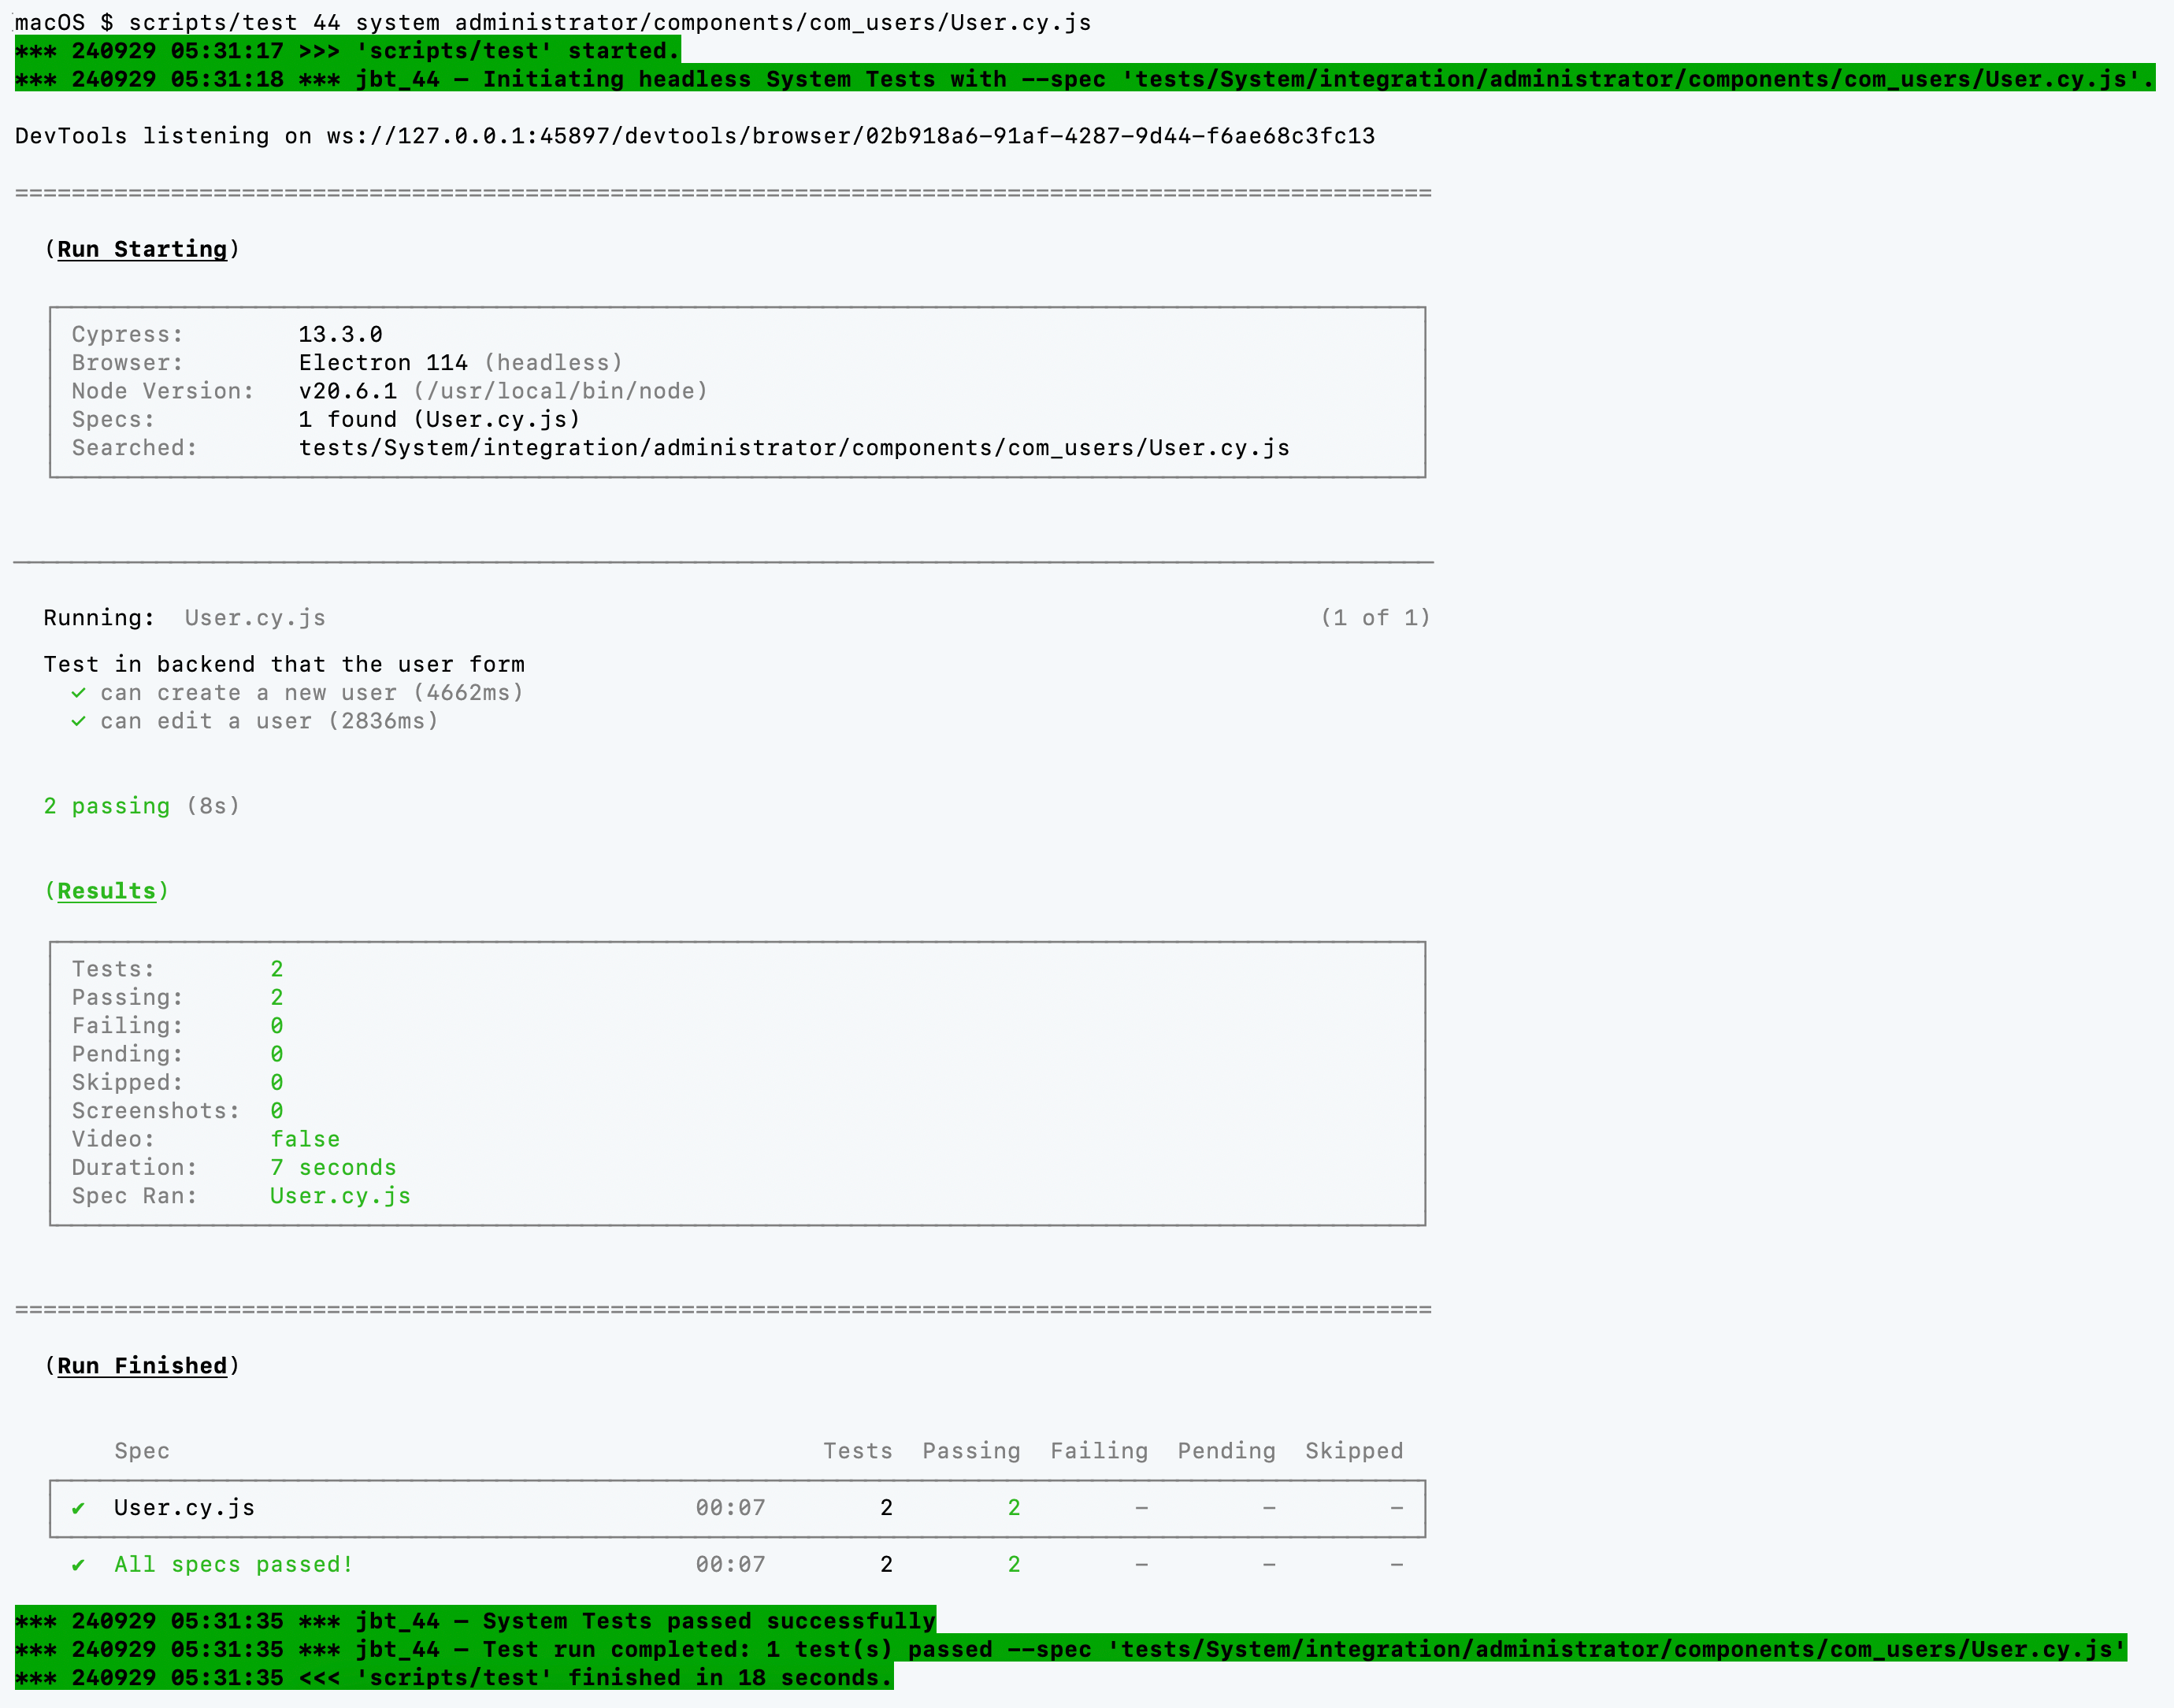 macOS $ scripts/test 44 system administrator/components/com_users/User.cy.js
*** 240929 05:31:17 >>> 'scripts/test' started.
*** 240929 05:31:18 *** jbt_44 – Initiating headless System Tests with --spec 'tests/System/integration/administrator/components/com_users/User.cy.js'.
DevTools listening on ws://127.0.0.1:45897/devtools/browser/02b918a6-91af-4287-9d44-f6ae68c3fc13
====================================================================================================
(Run Starting)
Cypress: 13.3.0
Browser: Electron 114 (headless)
Node Version: v20.6.1 (/usr/local/bin/node)
Specs: 1 found (User.cy.js)
Searched: tests/System/integration/administrator/components/com_users/User.cy.js
Running: User.cy.js (1 of 1)
Test in backend that the user form
✓ can create a new user (4662ms)
✓ can edit a user (2836ms)
2 passing (8s)
(Results)
Tests: 2
Passing: 2
Failing: 0
Pending: 0
Skipped: 0
Screenshots: 0
Video: false
Duration: 7 seconds
Spec Ran: User.cy.js
====================================================================================================
(Run Finished)
Spec Tests Passing Failing Pending Skipped
✔ User.cy.js 00:07 2 2 - - -
✔ All specs passed! 00:07 2 2 - - -
*** 240929 05:31:35 *** jbt_44 – System Tests passed successfully
*** 240929 05:31:35 *** jbt_44 – Test run completed: 1 test(s) passed --spec 'tests/System/integration/administrator/components/com_users/User.cy.js'
*** 240929 05:31:35 <<< 'scripts/test' finished in 18 seconds.